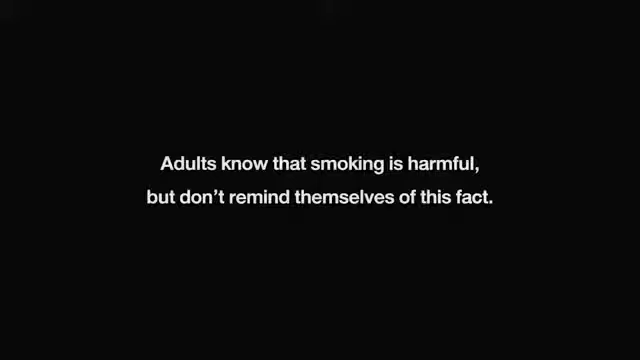 Adults know that smoking is harmful,
but don’t remind themselves of this fact.